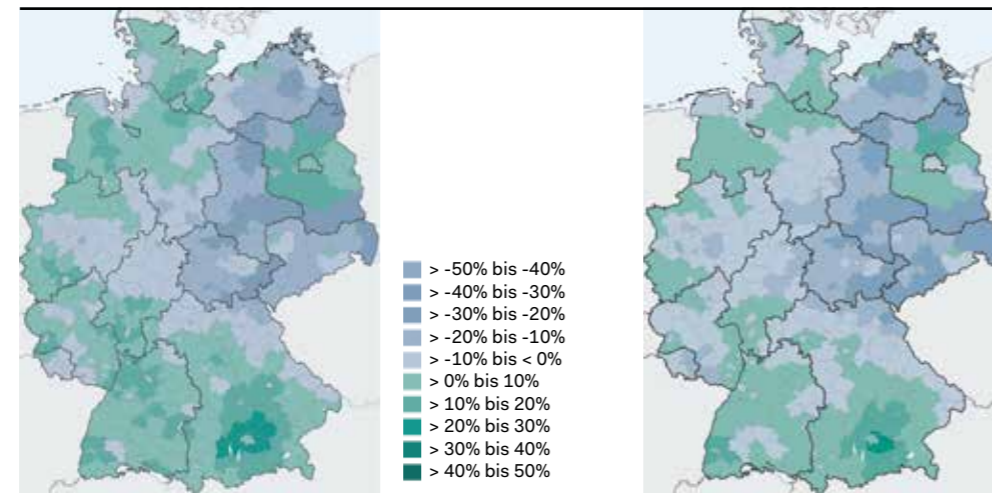 > -50% bis -40%
> -40% bis -30%
> -30% bis -20%
> -20% bis -10%
> -10% bis < 0%
> 0% bis 10%
> 10% bis 20%
> 20% bis 30%
> 30% bis 40%
> 40% bis 50%